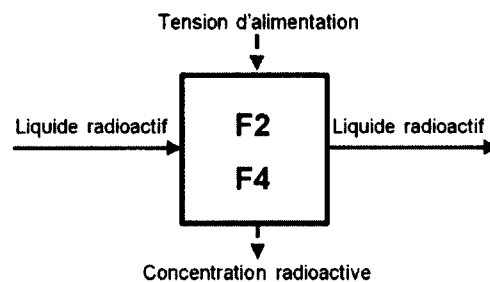 Tension d'alimentation
Liquide radioactif
F2
Liquide radioactif
F4
Concentration radioactive